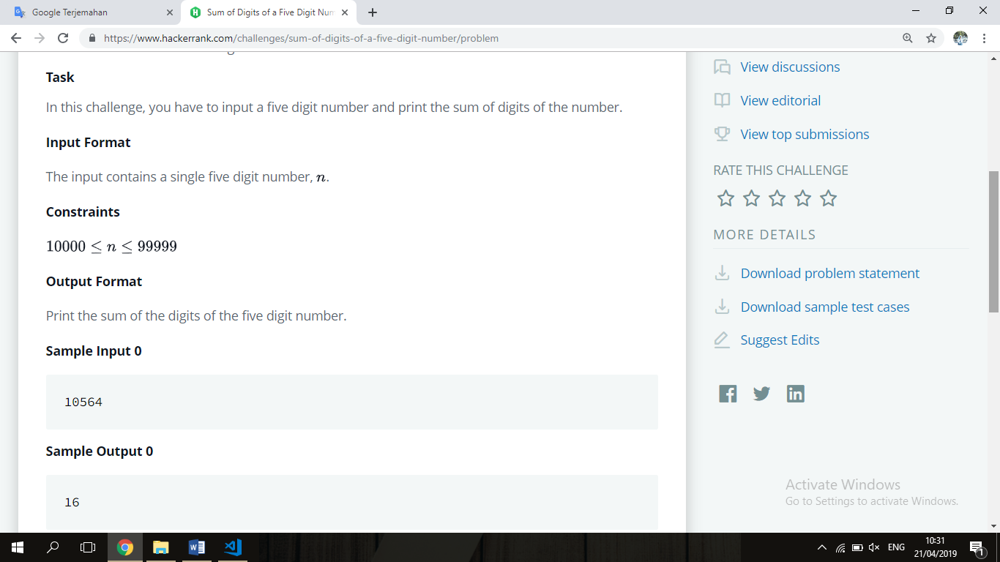 Google Terjemahan
Sum of Digits of a Five Digit Num
https://www.hackerrank.com/challenges/sum-of-digits-of-a-five-digit-number/problem
Task
In this challenge, you have to input a five digit number and print the sum of digits of the number.
Input Format
The input contains a single five digit number, n.
Constraints
10000 ≤ n ≤ 99999
Output Format
Print the sum of the digits of the five digit number.
Sample Input 0
10564
Sample Output 0
16
View discussions
View editorial
View top submissions
RATE THIS CHALLENGE
MORE DETAILS
Download problem statement
Download sample test cases
Suggest Edits
Activate Windows
Go to Settings to activate Windows.
ENG
10:31
21/04/2019
1